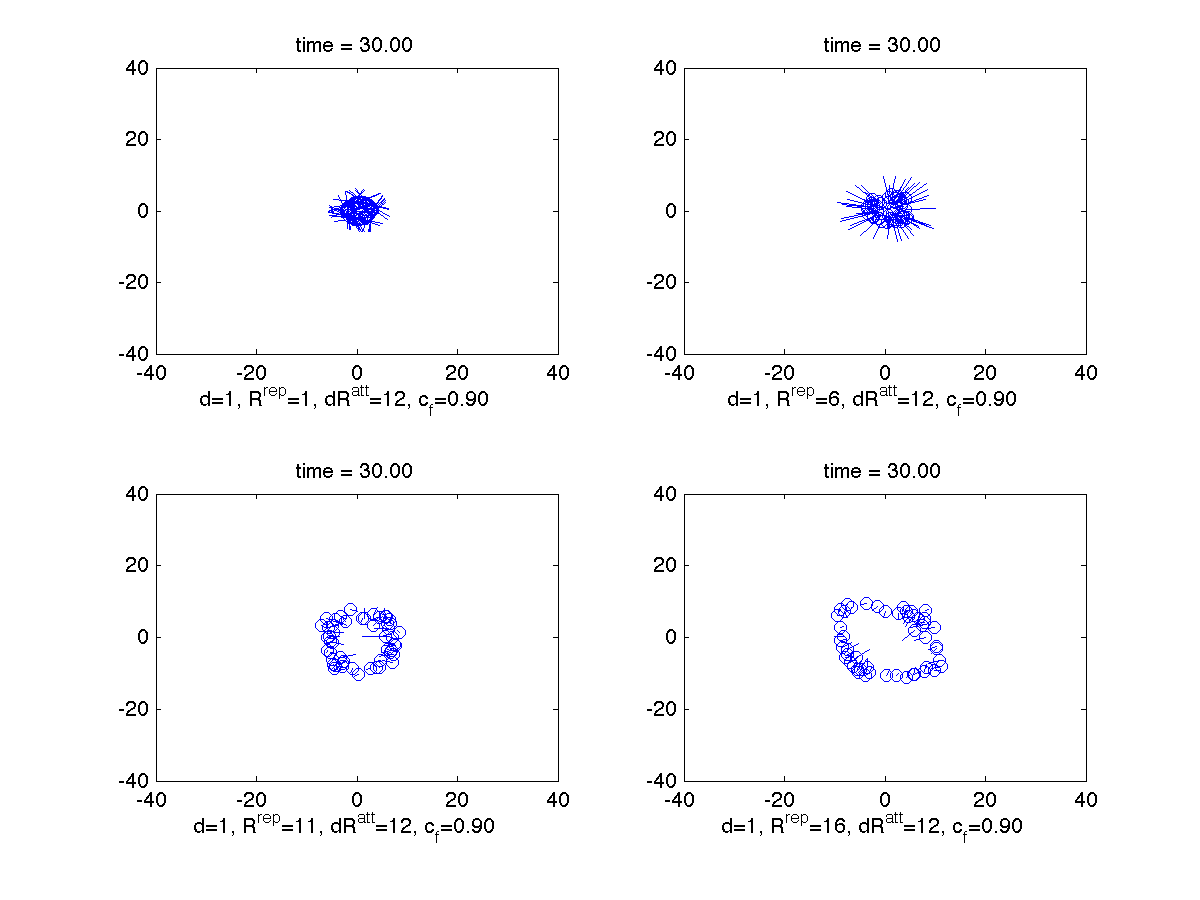 time = 30.00
time = 30.00
40
20
0
-20
-40
-40 -20 0 20 40
d=1, R^rep=1, dR^att=12, c_f=0.90
40
20
0
-20
-40
-40 -20 0 20 40
d=1, R^rep=6, dR^att=12, c_f=0.90
time = 30.00
time = 30.00
40
20
0
-20
-40
-40 -20 0 20 40
d=1, R^rep=11, dR^att=12, c_f=0.90
40
20
0
-20
-40
-40 -20 0 20 40
d=1, R^rep=16, dR^att=12, c_f=0.90